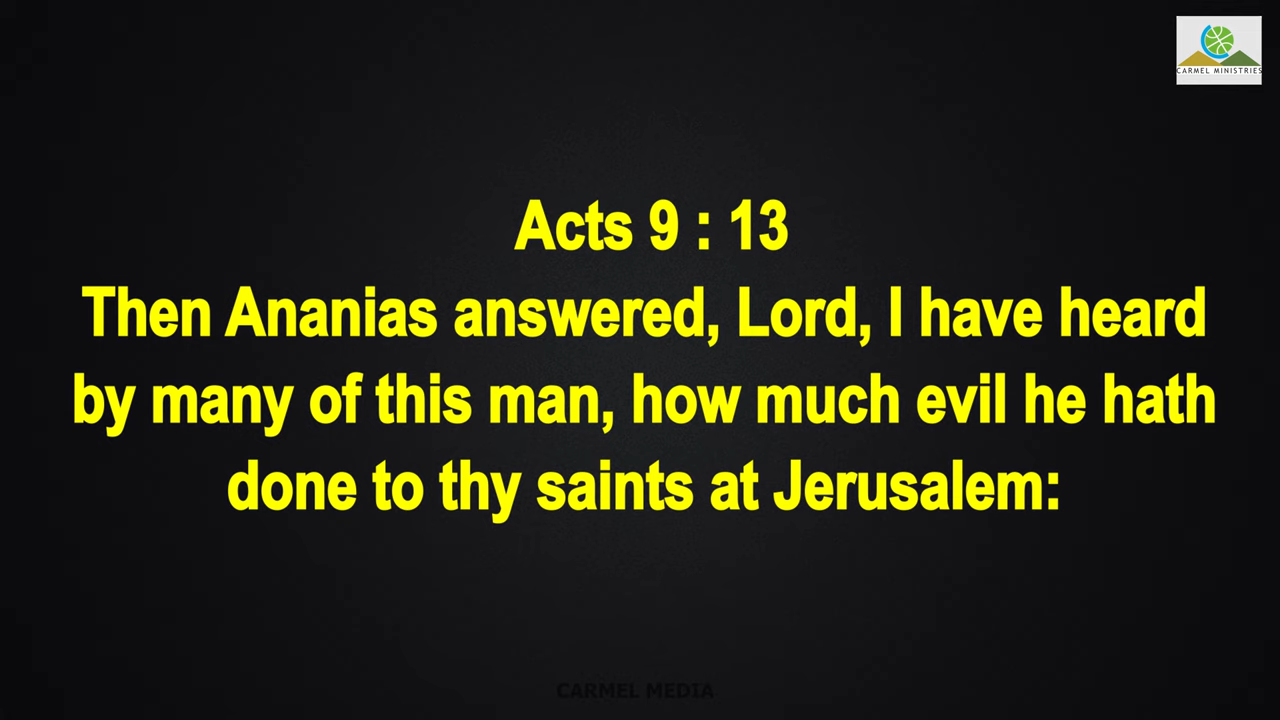 CARMEL MINISTRIES
Acts 9 : 13
Then Ananias answered, Lord, I have heard
by many of this man, how much evil he hath
done to thy saints at Jerusalem:
CARMEL MEDIA